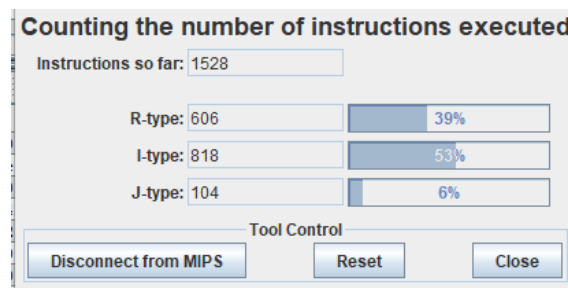 Counting the number of instructions executed
Instructions so far: 1528
R-type: 606 39%
I-type: 818 53%
J-type: 104 6%
Tool Control
Disconnect from MIPS Reset Close